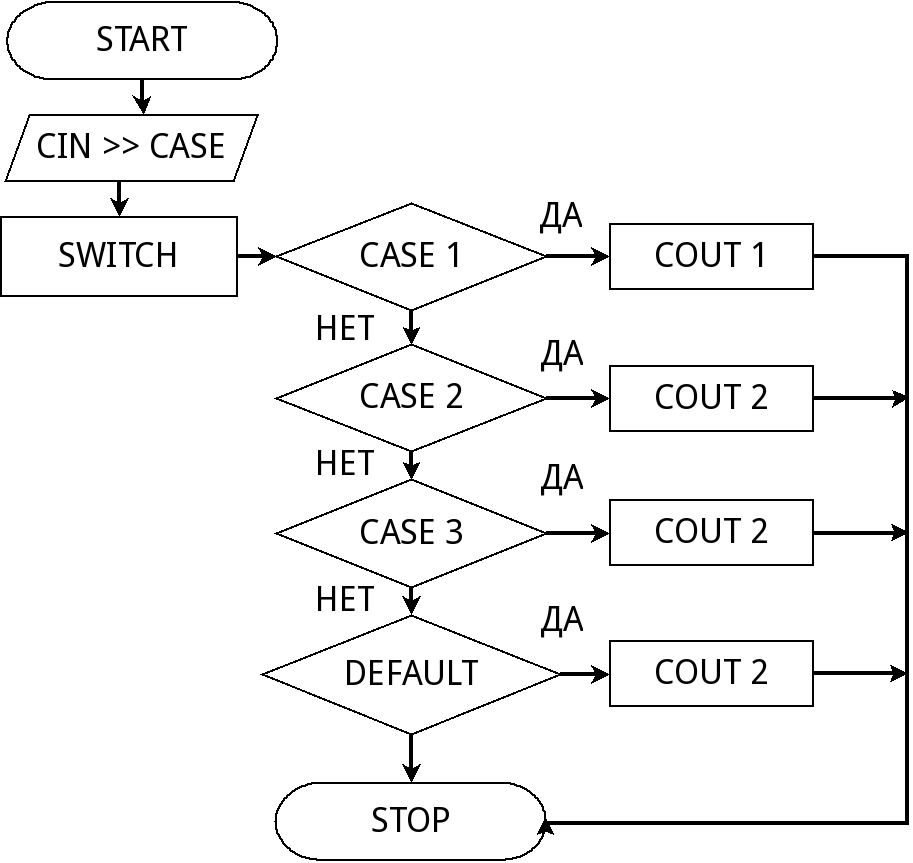 START
CIN >> CASE
SWITCH
CASE 1
ДА
COUT 1
НЕТ
CASE 2
ДА
COUT 2
НЕТ
CASE 3
ДА
COUT 2
НЕТ
DEFAULT
ДА
COUT 2
STOP